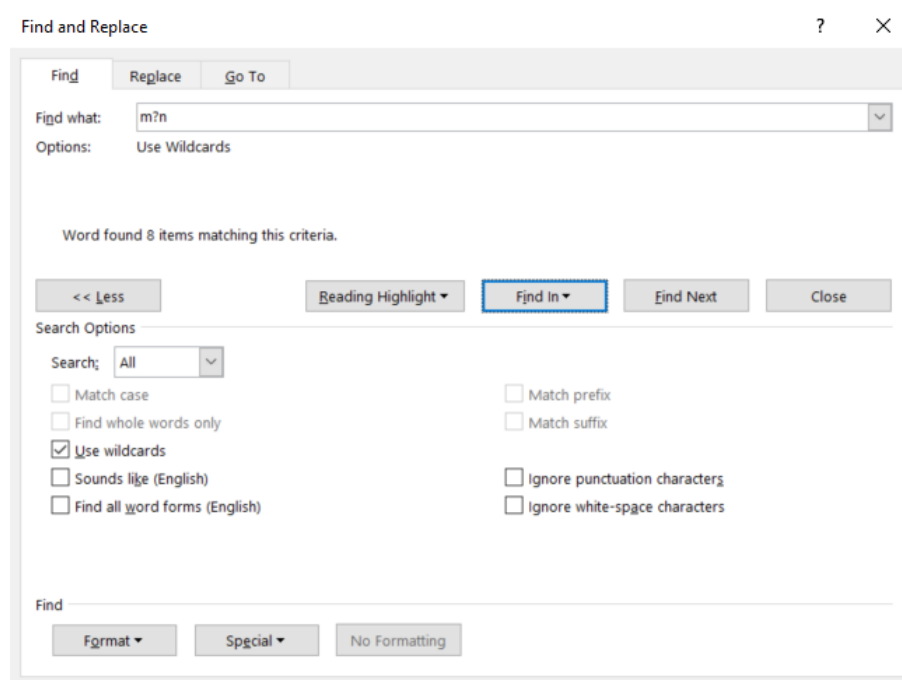 Find and Replace ?
Find Replace Go To
Find what: m?n
Options: Use Wildcards
Word found 8 items matching this criteria.
<< Less Reading Highlight Find In Find Next Close
Search Options
Search: All
Match case Match prefix
Find whole words only Match suffix
Use wildcards
Sounds like (English) Ignore punctuation characters
Find all word forms (English) Ignore white-space characters
Find
Format Special No Formatting